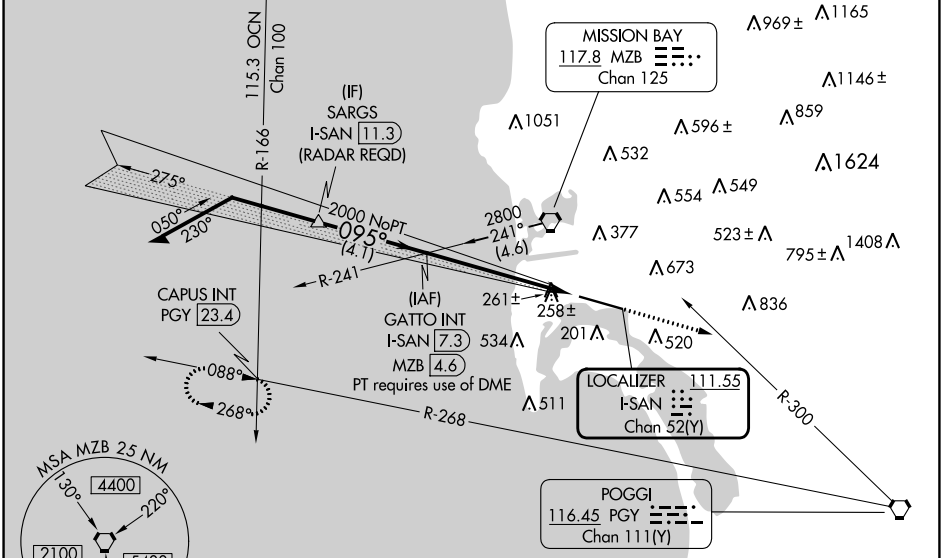 115.3 OCN
Chan 100
R-166
(IF)
SARGS
I-SAN 11.3
(RADAR REQD)
MISSION BAY
117.8 MZB
Chan 125
969±
1165
1146±
859
1051
596±
532
1624
554
549
377
523±
795±
1408
673
836
275°
050°
230°
2000 NoPT
095°
(4.1)
2800
241°
(4.6)
R-241
(IAF)
GATTO INT
I-SAN 7.3
MZB 4.6
PT requires use of DME
261±
258±
534
201
520
511
CAPUS INT
PGY 23.4
088°
268°
R-268
LOCALIZER 111.55
I-SAN
Chan 52(Y)
R-300
POGGI
116.45 PGY
Chan 111(Y)
MSA MZB 25 NM
130°
4400
220°
2100